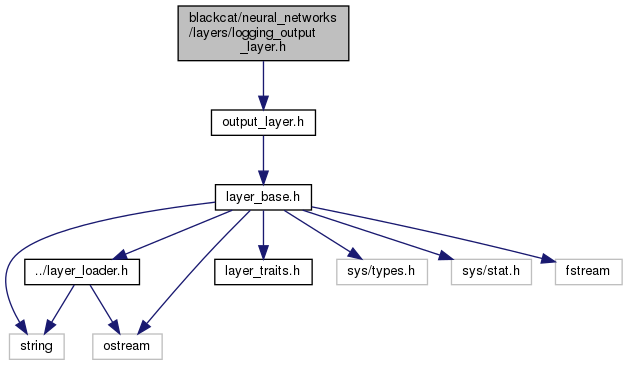 blackcat/neural_networks
/layers/logging_output
_layer.h
output_layer.h
layer_base.h
../layer_loader.h
layer_traits.h
sys/types.h
sys/stat.h
fstream
string
ostream